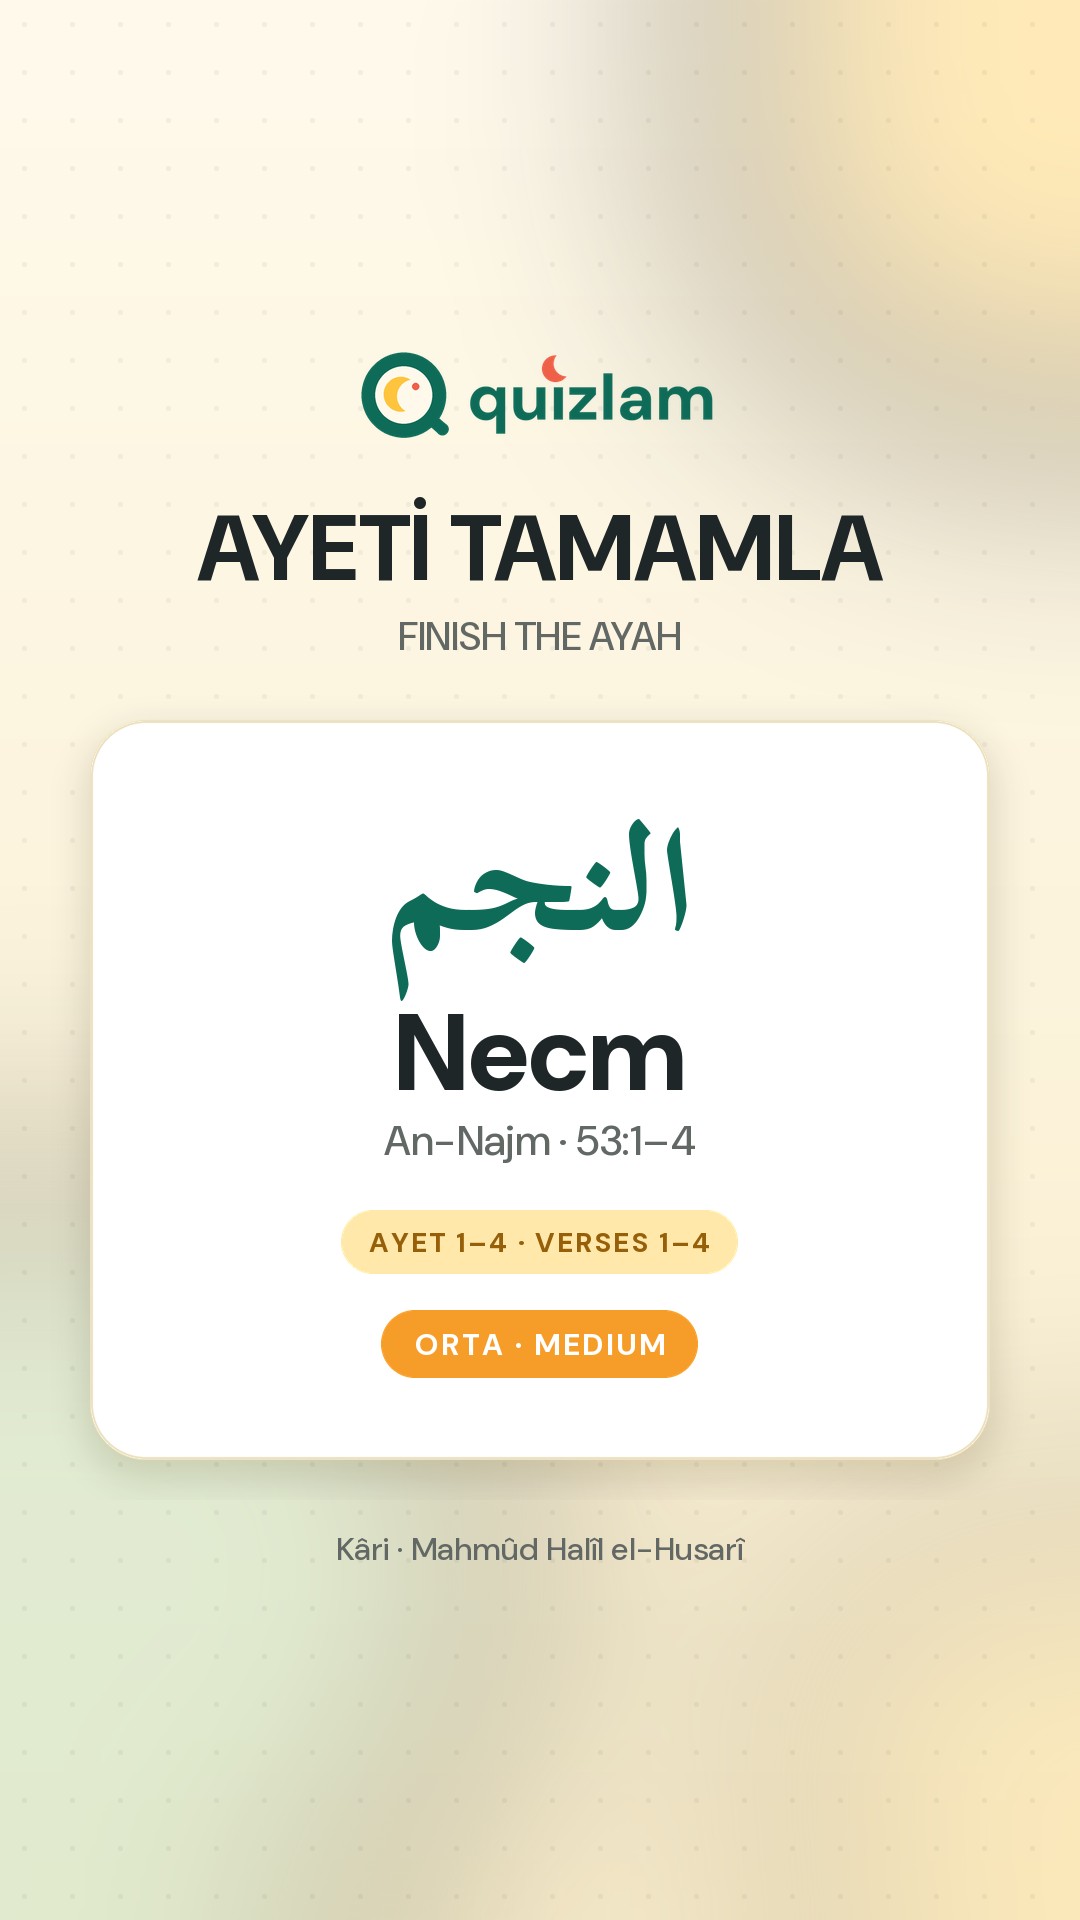 quizlam
AYETİ TAMAMLA
FINISH THE AYAH
النجم
Necm
An-Najm · 53:1–4
AYET 1–4 · VERSES 1–4
ORTA · MEDIUM
Kâri · Mahmûd Halîl el-Husarî